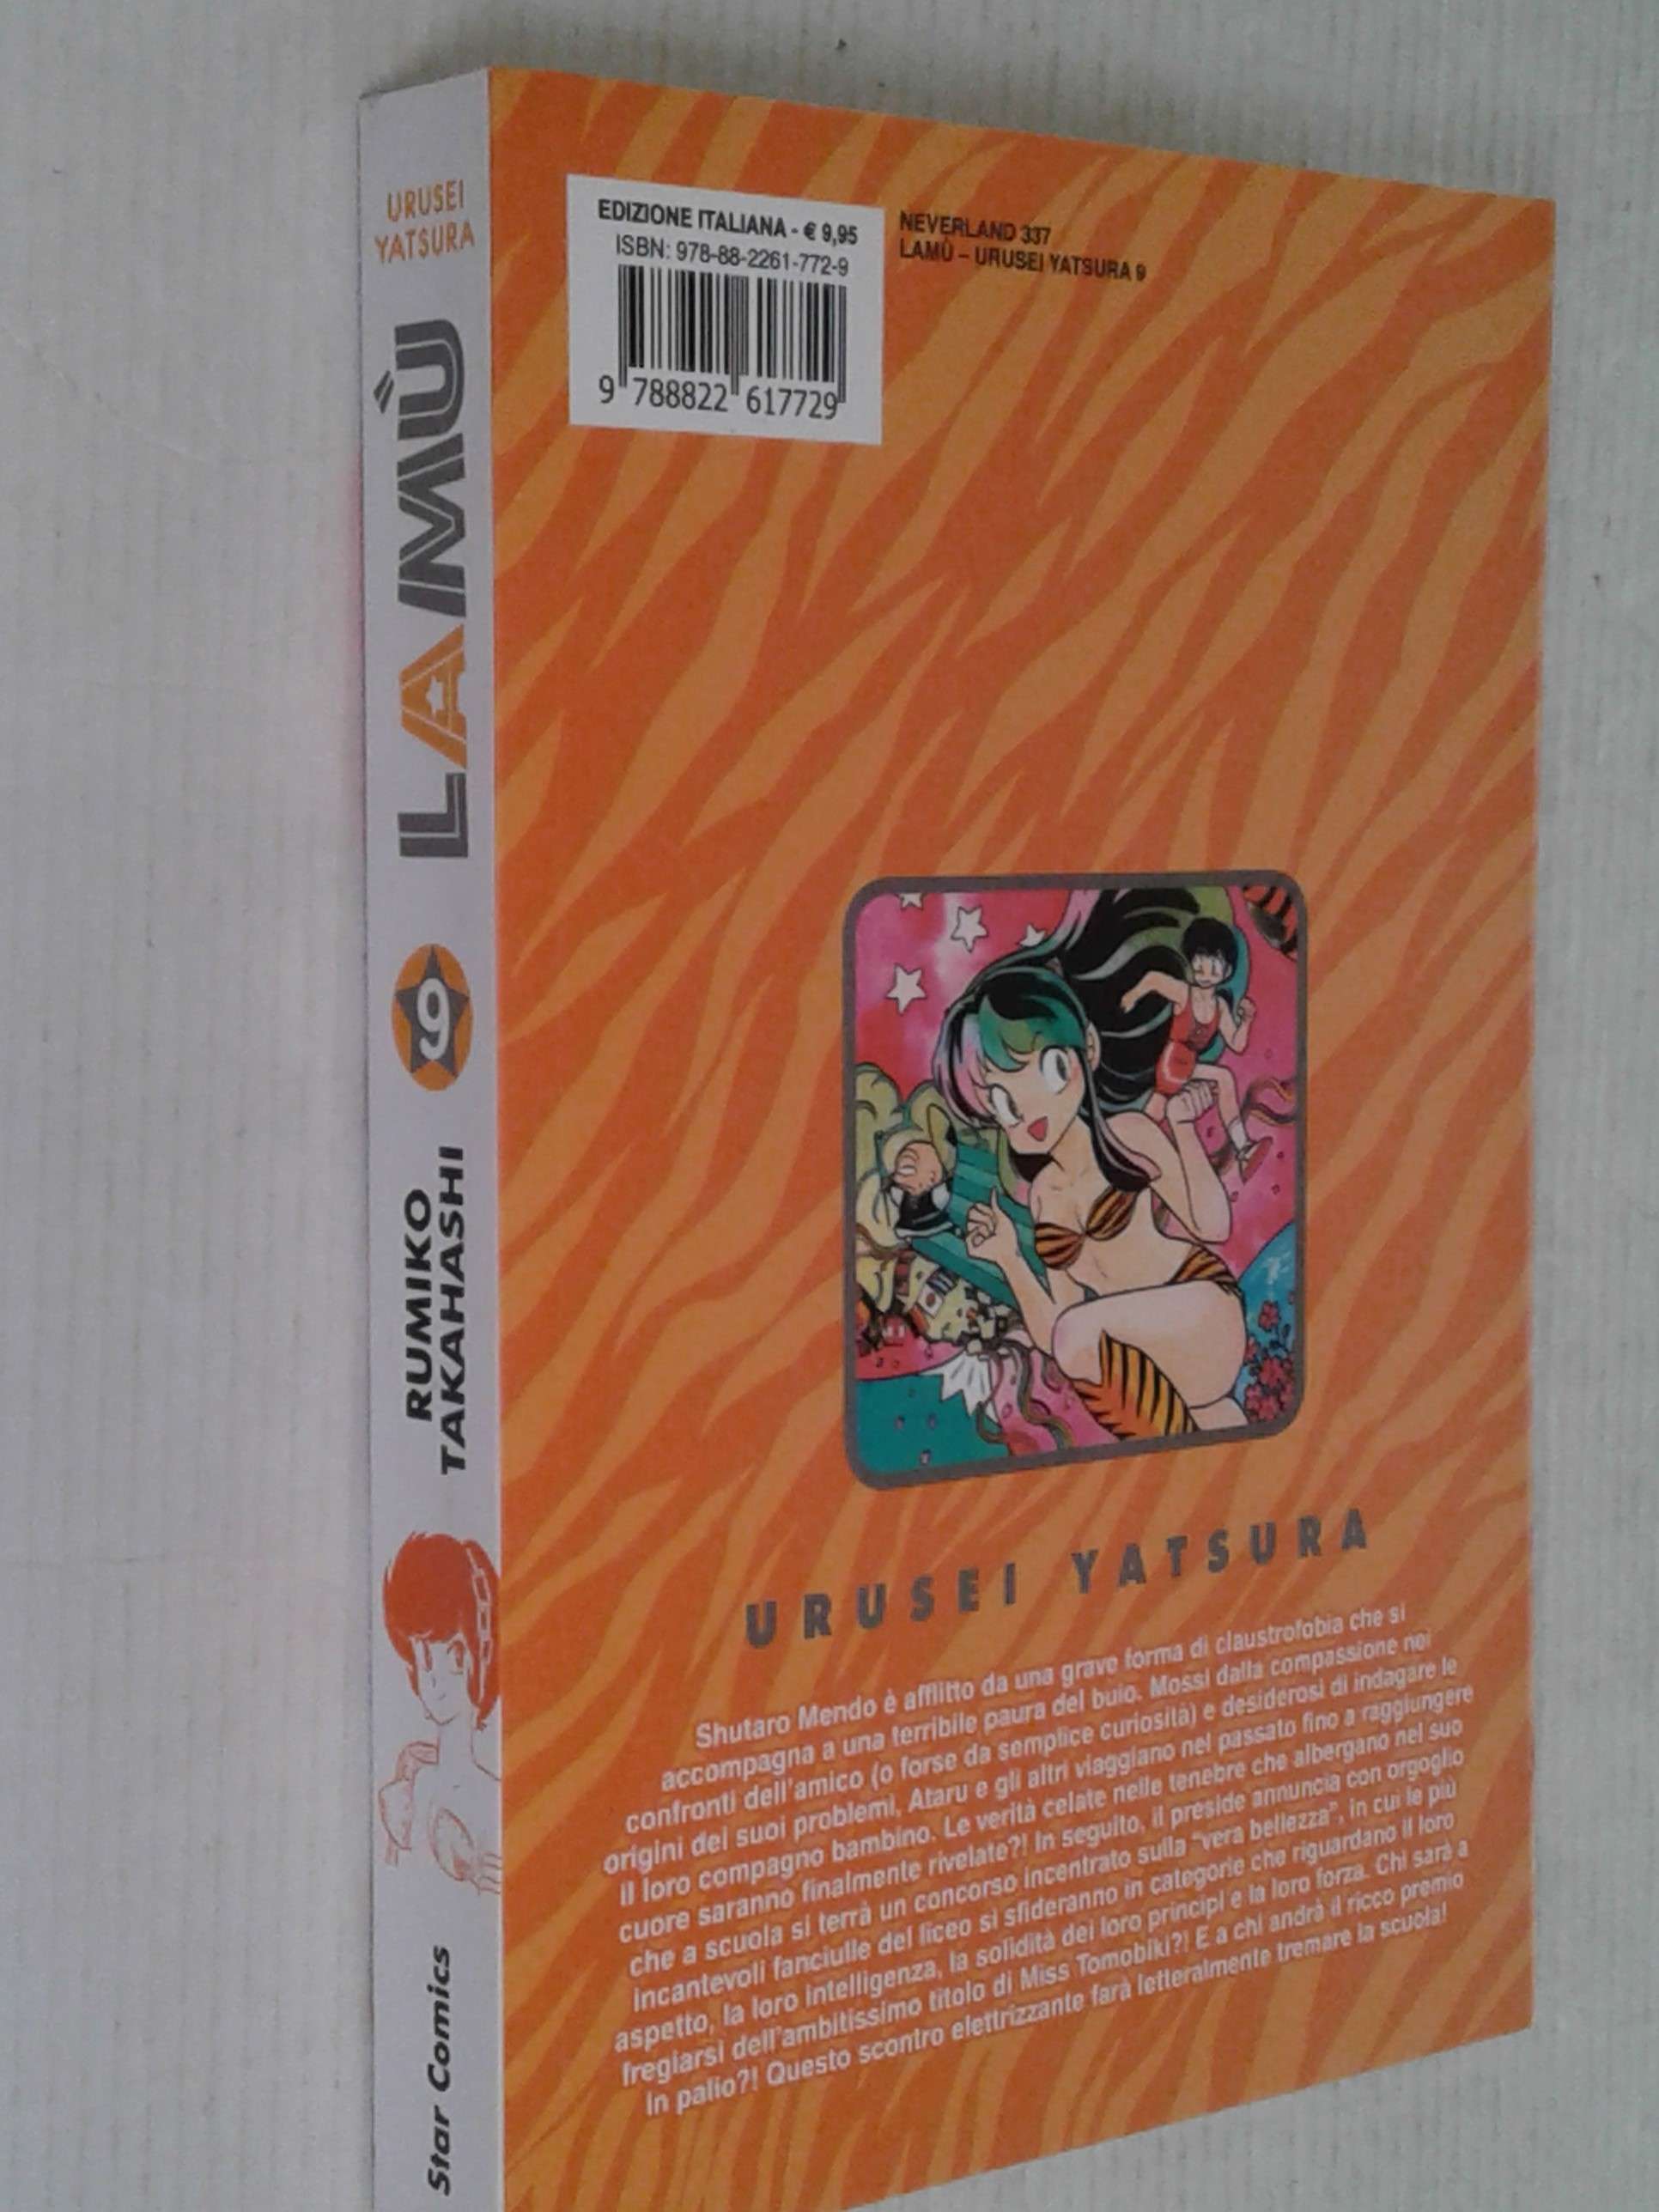 URUSEI
YATSURA
LAMÙ
9
RUMIKO
TAKAHASHI
Star Comics
EDIZIONE ITALIANA - € 9,95
ISBN: 978-88-2261-772-9
9 788822 617729
NEVERLAND 337
LAMÙ – URUSEI YATSURA 9
URUSEI YATSURA
Shutaro Mendo è afflitto da una grave forma di claustrofobia che si
accompagna a una terribile paura del buio. Mossi dalla compassione nei
confronti dell'amico (o forse da semplice curiosità) e desiderosi di indagare le
origini dei suoi problemi, Ataru e gli altri viaggiano nel passato fino a raggiungere
il loro compagno bambino. Le verità celate nelle tenebre che albergano nel suo
cuore saranno finalmente rivelate?! In seguito, il preside annuncia con orgoglio
che a scuola si terrà un concorso incentrato sulla "vera bellezza", in cui le più
incantevoli fanciulle del liceo si sfideranno in categorie che riguardano il loro
aspetto, la loro intelligenza, la solidità dei loro principi e la loro forza. Chi sarà a
fregiarsi dell'ambitissimo titolo di Miss Tomobiki?! E a chi andrà il ricco premio
in palio?! Questo scontro elettrizzante farà letteralmente tremare la scuola!